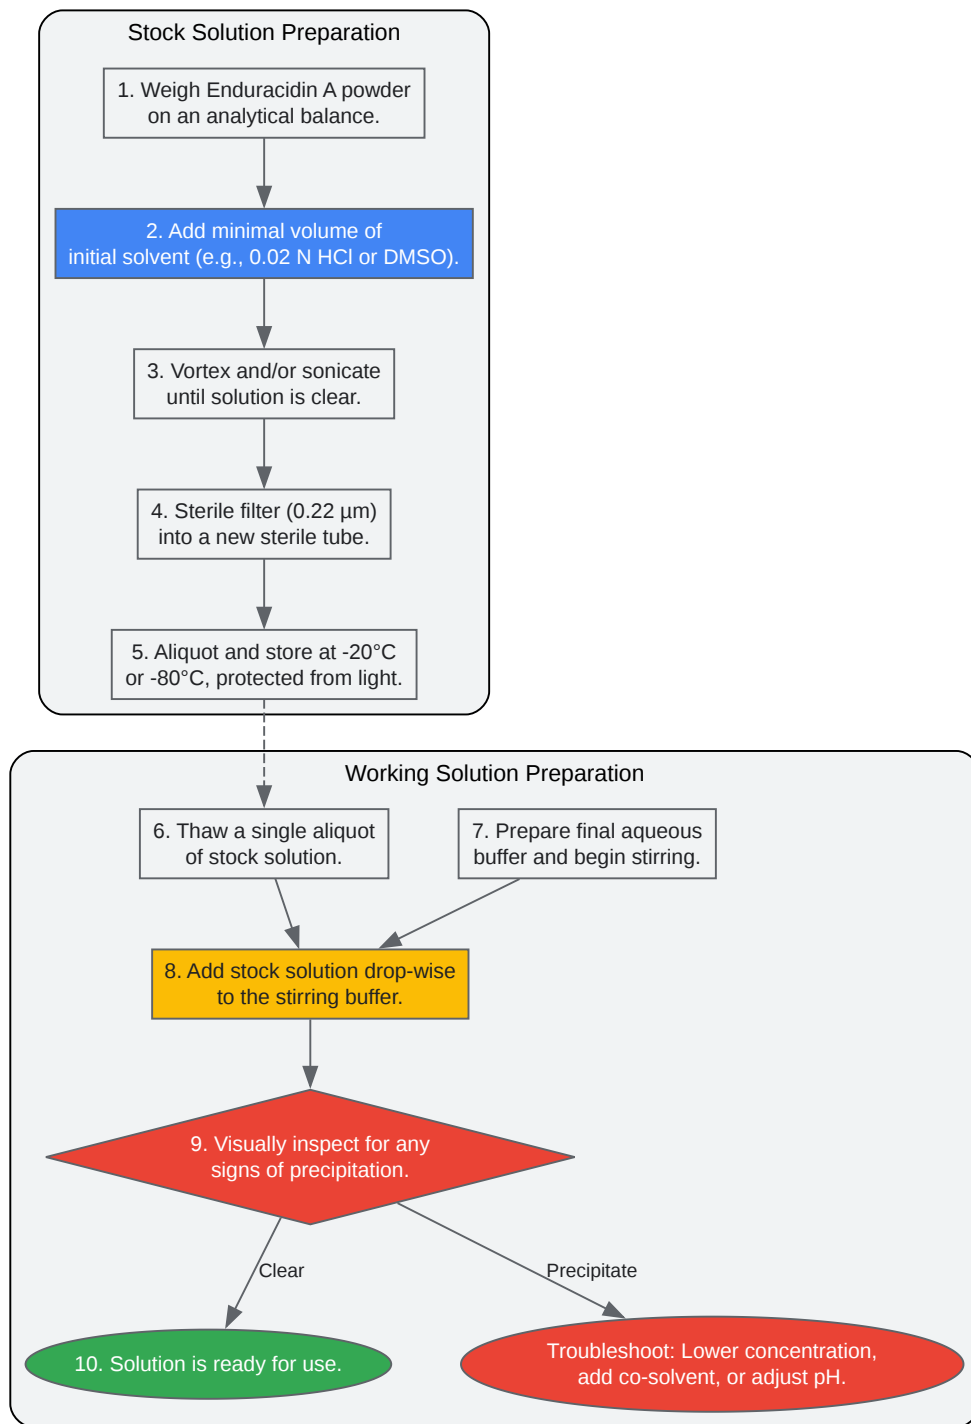 Stock Solution Preparation
1. Weigh Enduracidin A powder
on an analytical balance.
2. Add minimal volume of
initial solvent (e.g., 0.02 N HCl or DMSO).
3. Vortex and/or sonicate
until solution is clear.
4. Sterile filter (0.22 µm)
into a new sterile tube.
5. Aliquot and store at -20°C
or -80°C, protected from light.
Working Solution Preparation
6. Thaw a single aliquot
of stock solution.
7. Prepare final aqueous
buffer and begin stirring.
8. Add stock solution drop-wise
to the stirring buffer.
9. Visually inspect for any
signs of precipitation.
Clear
Precipitate
10. Solution is ready for use.
Troubleshoot: Lower concentration,
add co-solvent, or adjust pH.